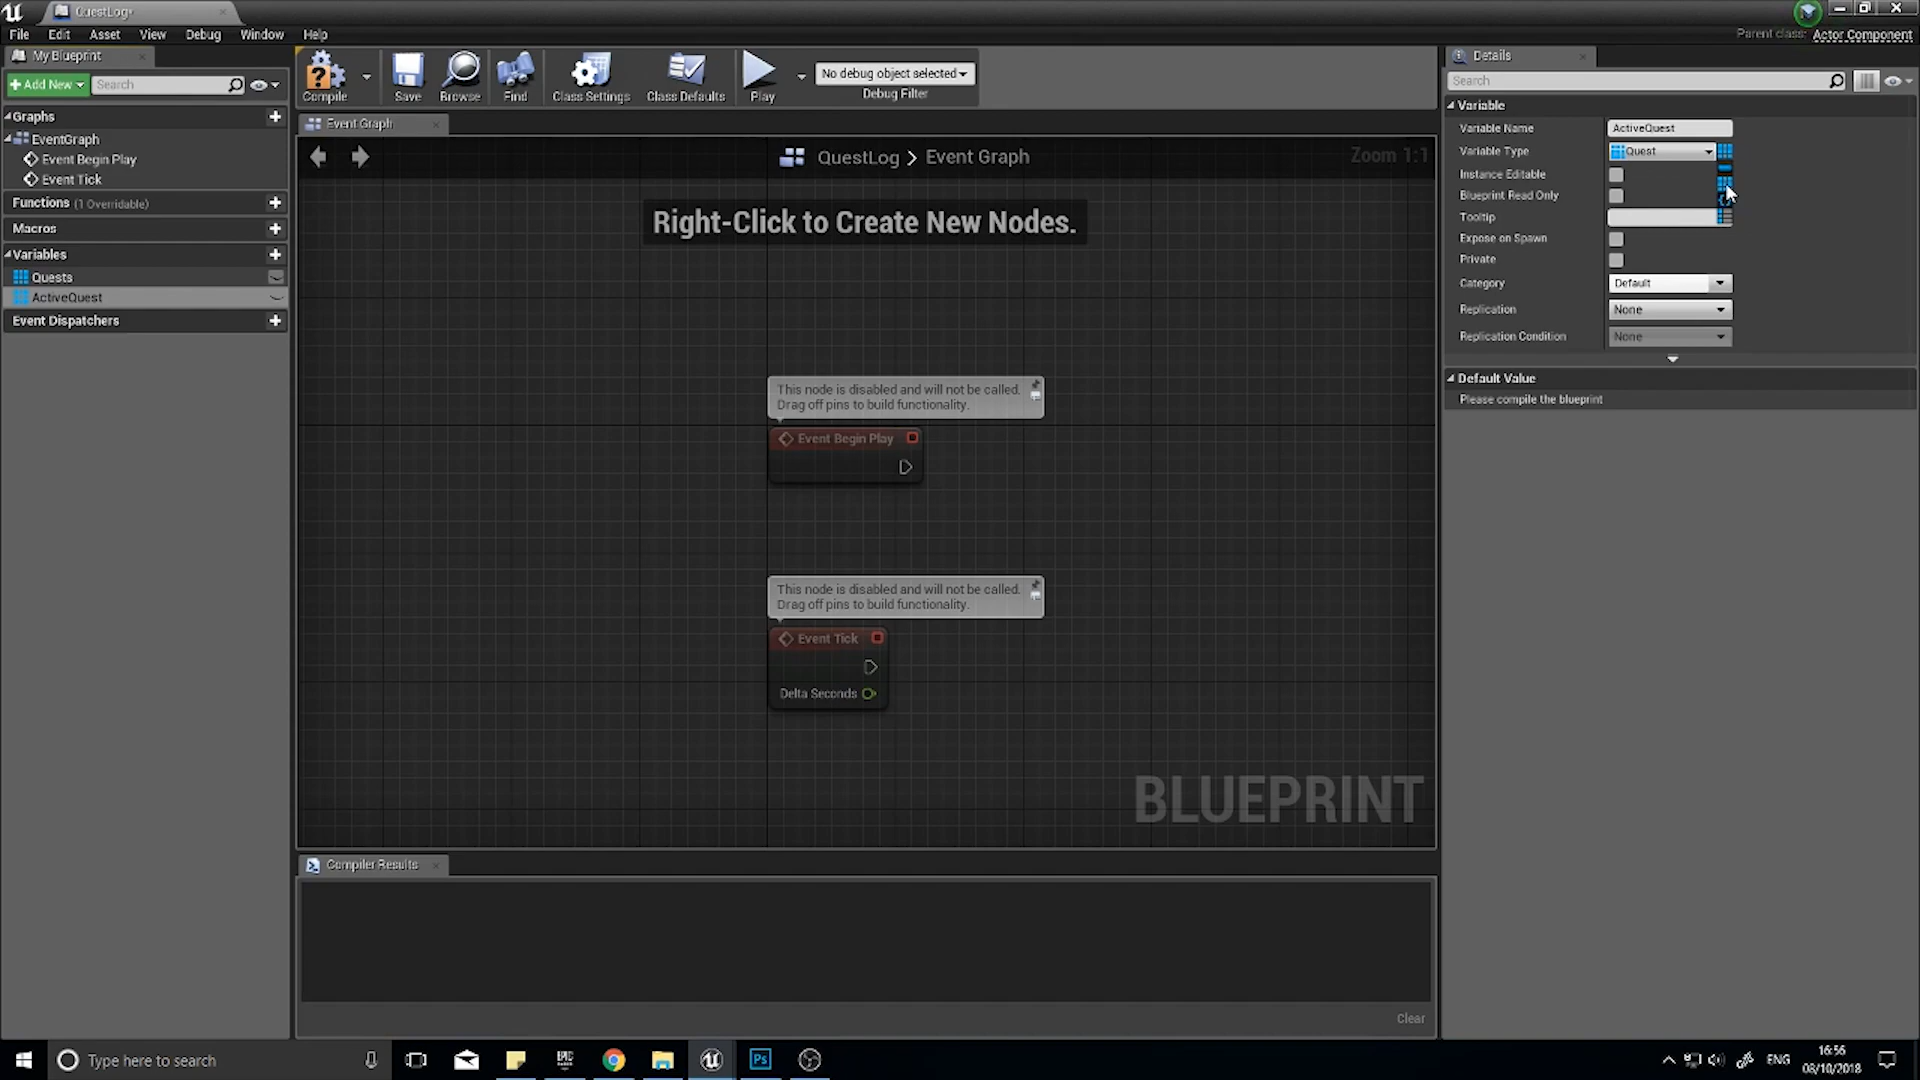 QuestLog*
File Edit Asset View Debug Window Help
Parent class: Actor Component
My Blueprint
Add New
Search
Compile
Save
Browse
Find
Class Settings
Class Defaults
Play
No debug object selected
Debug Filter
Details
Search
Graphs
EventGraph
Event Begin Play
Event Tick
Functions (1 Overridable)
Macros
Variables
Quests
ActiveQuest
Event Dispatchers
Event Graph
QuestLog > Event Graph
Zoom 1:1
Right-Click to Create New Nodes.
This node is disabled and will not be called.
Drag off pins to build functionality.
Event Begin Play
This node is disabled and will not be called.
Drag off pins to build functionality.
Event Tick
Delta Seconds
BLUEPRINT
Compiler Results
Clear
Variable
Variable Name ActiveQuest
Variable Type Quest
Instance Editable
Blueprint Read Only
Tooltip
Expose on Spawn
Private
Category Default
Replication None
Replication Condition None
Default Value
Please compile the blueprint
Type here to search
EPIC
Ps
ENG
16:56
08/10/2018